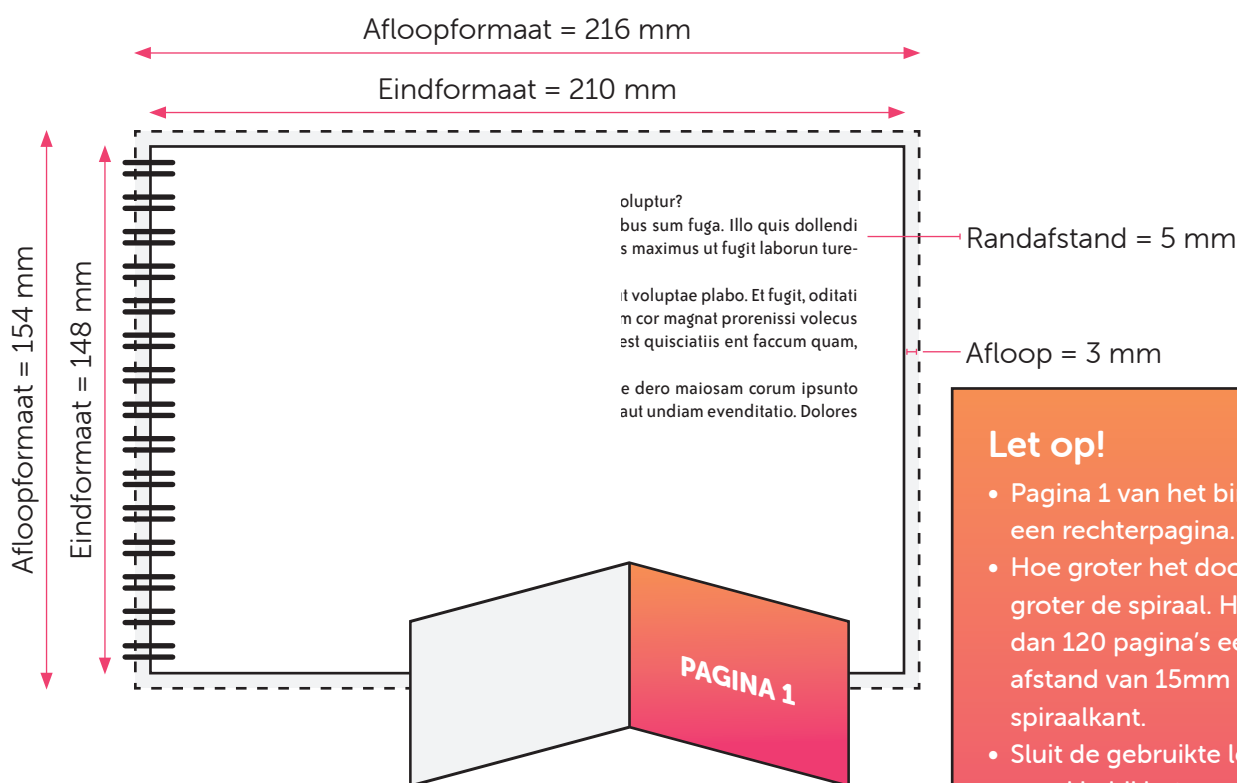 Afloopformaat = 216 mm
Eindformaat = 210 mm
Afloopformaat = 154 mm
Eindformaat = 148 mm
oluptur?
bus sum fuga. Illo quis dollendi
s maximus ut fugit laborun ture-
t voluptae plabo. Et fugit, oditati
m cor magnat prorenissi volecus
est quisciatiis ent faccum quam,
e dero maiosam corum ipsunto
aut undiam evenditatio. Dolores
Randafstand = 5 mm
Afloop = 3 mm
PAGINA 1
Let op!
• Pagina 1 van het bi
een rechterpagina.
• Hoe groter het doo
groter de spiraal. H
dan 120 pagina's ee
afstand van 15mm
spiraalkant.
• Sluit de gebruikte le